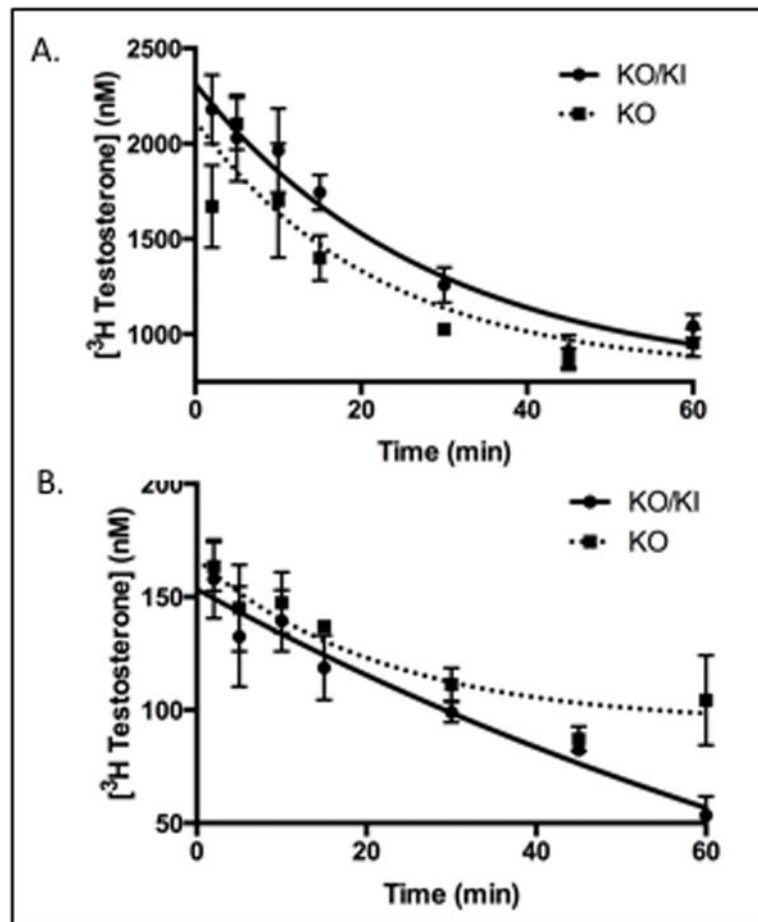 A.
2500
2000
1500
1000
[³H Testosterone] (nM)
KO/KI
KO
0 20 40 60
Time (min)
B.
200
150
100
50
[³H Testosterone] (nM)
KO/KI
KO
0 20 40 60
Time (min)